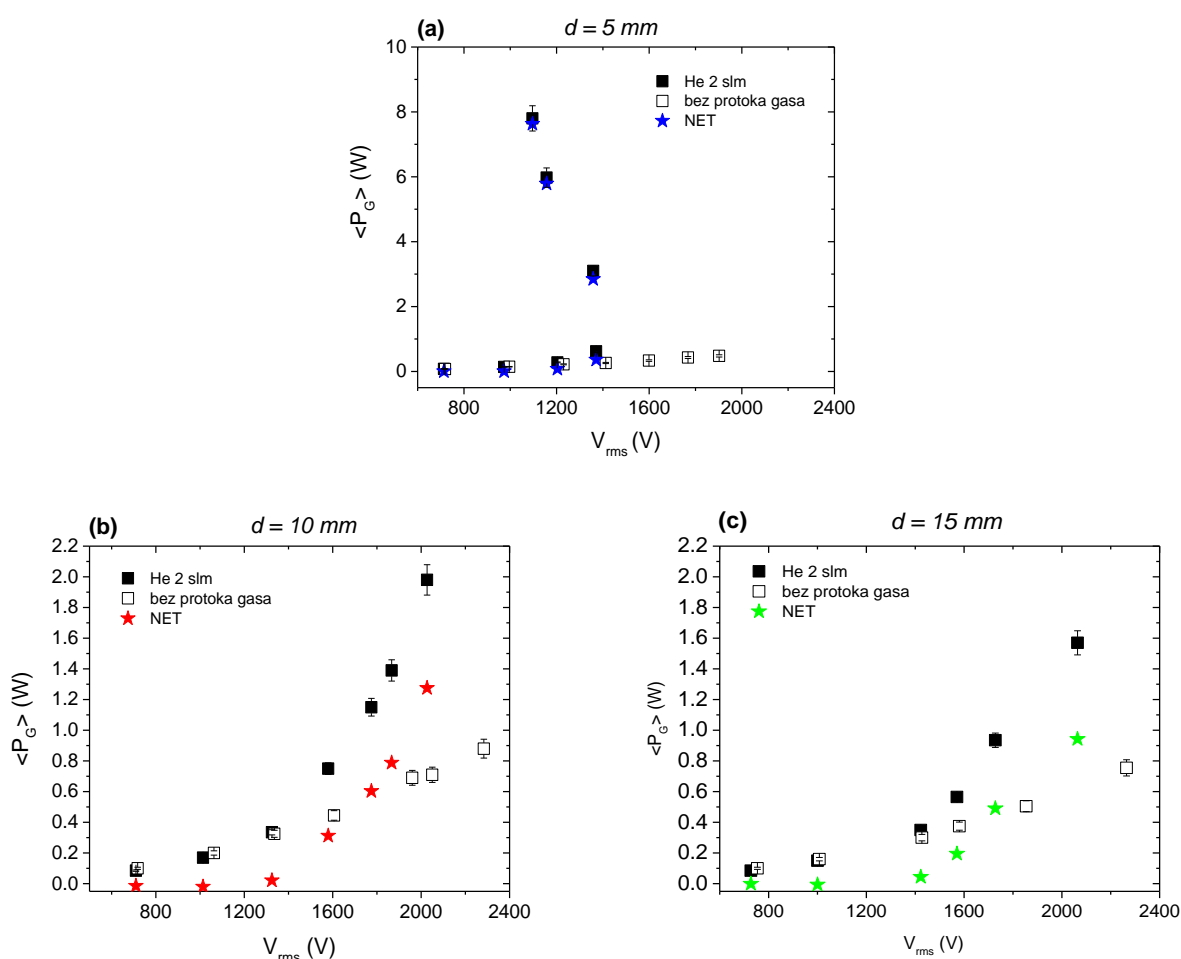 (a) d = 5 mm
10
8
6
4
2
0
<P_G> (W)
He 2 slm
bez protoka gasa
NET
800 1200 1600 2000 2400
V_rms (V)
(b) d = 10 mm
2.2
2.0
1.8
1.6
1.4
1.2
1.0
0.8
0.6
0.4
0.2
0.0
<P_G> (W)
He 2 slm
bez protoka gasa
NET
800 1200 1600 2000 2400
V_rms (V)
(c) d = 15 mm
2.2
2.0
1.8
1.6
1.4
1.2
1.0
0.8
0.6
0.4
0.2
0.0
<P_G> (W)
He 2 slm
bez protoka gasa
NET
800 1200 1600 2000 2400
V_rms (V)